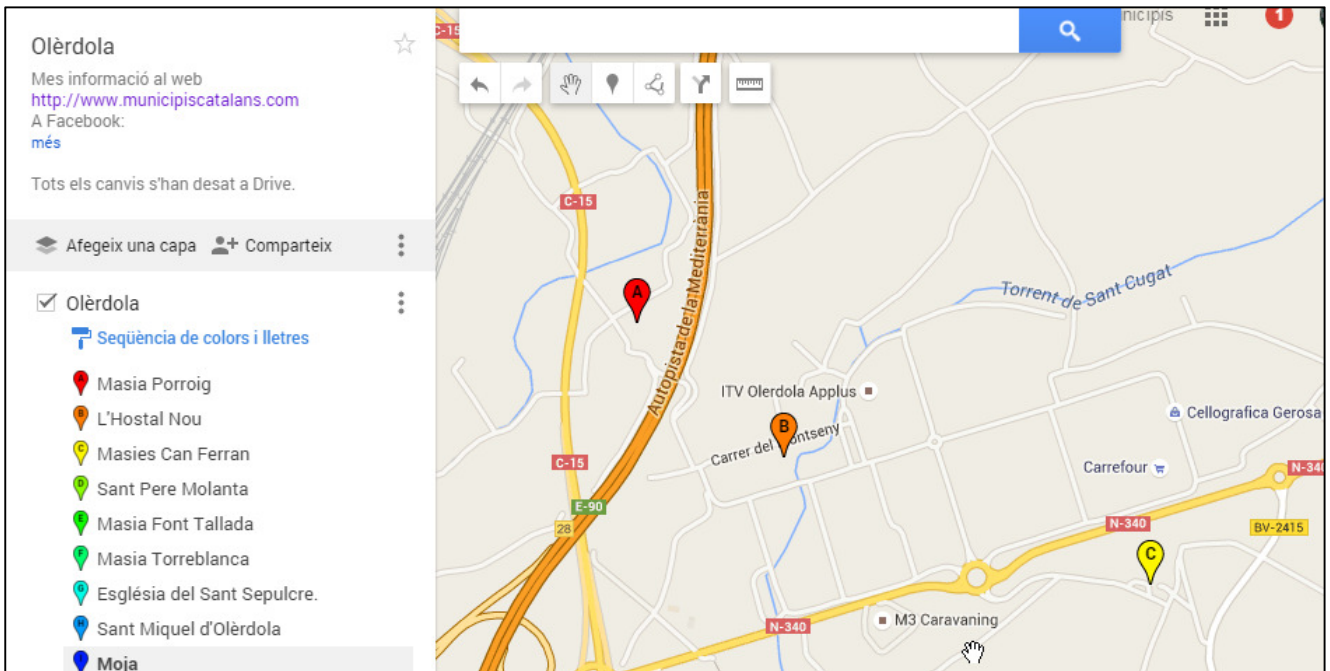 Olèrdola
Mes informació al web
http://www.municipiscatalans.com
A Facebook:
més
Tots els canvis s'han desat a Drive.
Afegeix una capa
Comparteix
Olèrdola
Seqüència de colors i lletres
A Masia Porroig
B L'Hostal Nou
C Masies Can Ferran
D Sant Pere Molanta
E Masia Font Tallada
F Masia Torreblanca
G Església del Sant Sepulcre.
H Sant Miquel d'Olèrdola
Moja
C-15
nicipis
1
C-15
Autopista de la Mediterrània
Torrent de Sant Cugat
A
ITV Olerdola Applus
B
Carrer del
ontseny
Cellografica Gerosa
C-15
Carrefour
N-340
E-90
28
N-340
BV-2415
C
N-340
M3 Caravaning